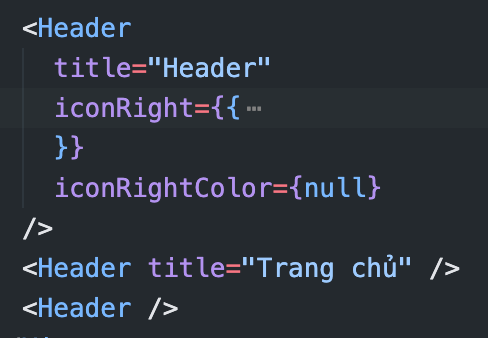 <Header
title="Header"
iconRight={{ ⋯
}}
iconRightColor={null}
/>
<Header title="Trang chủ" />
<Header />